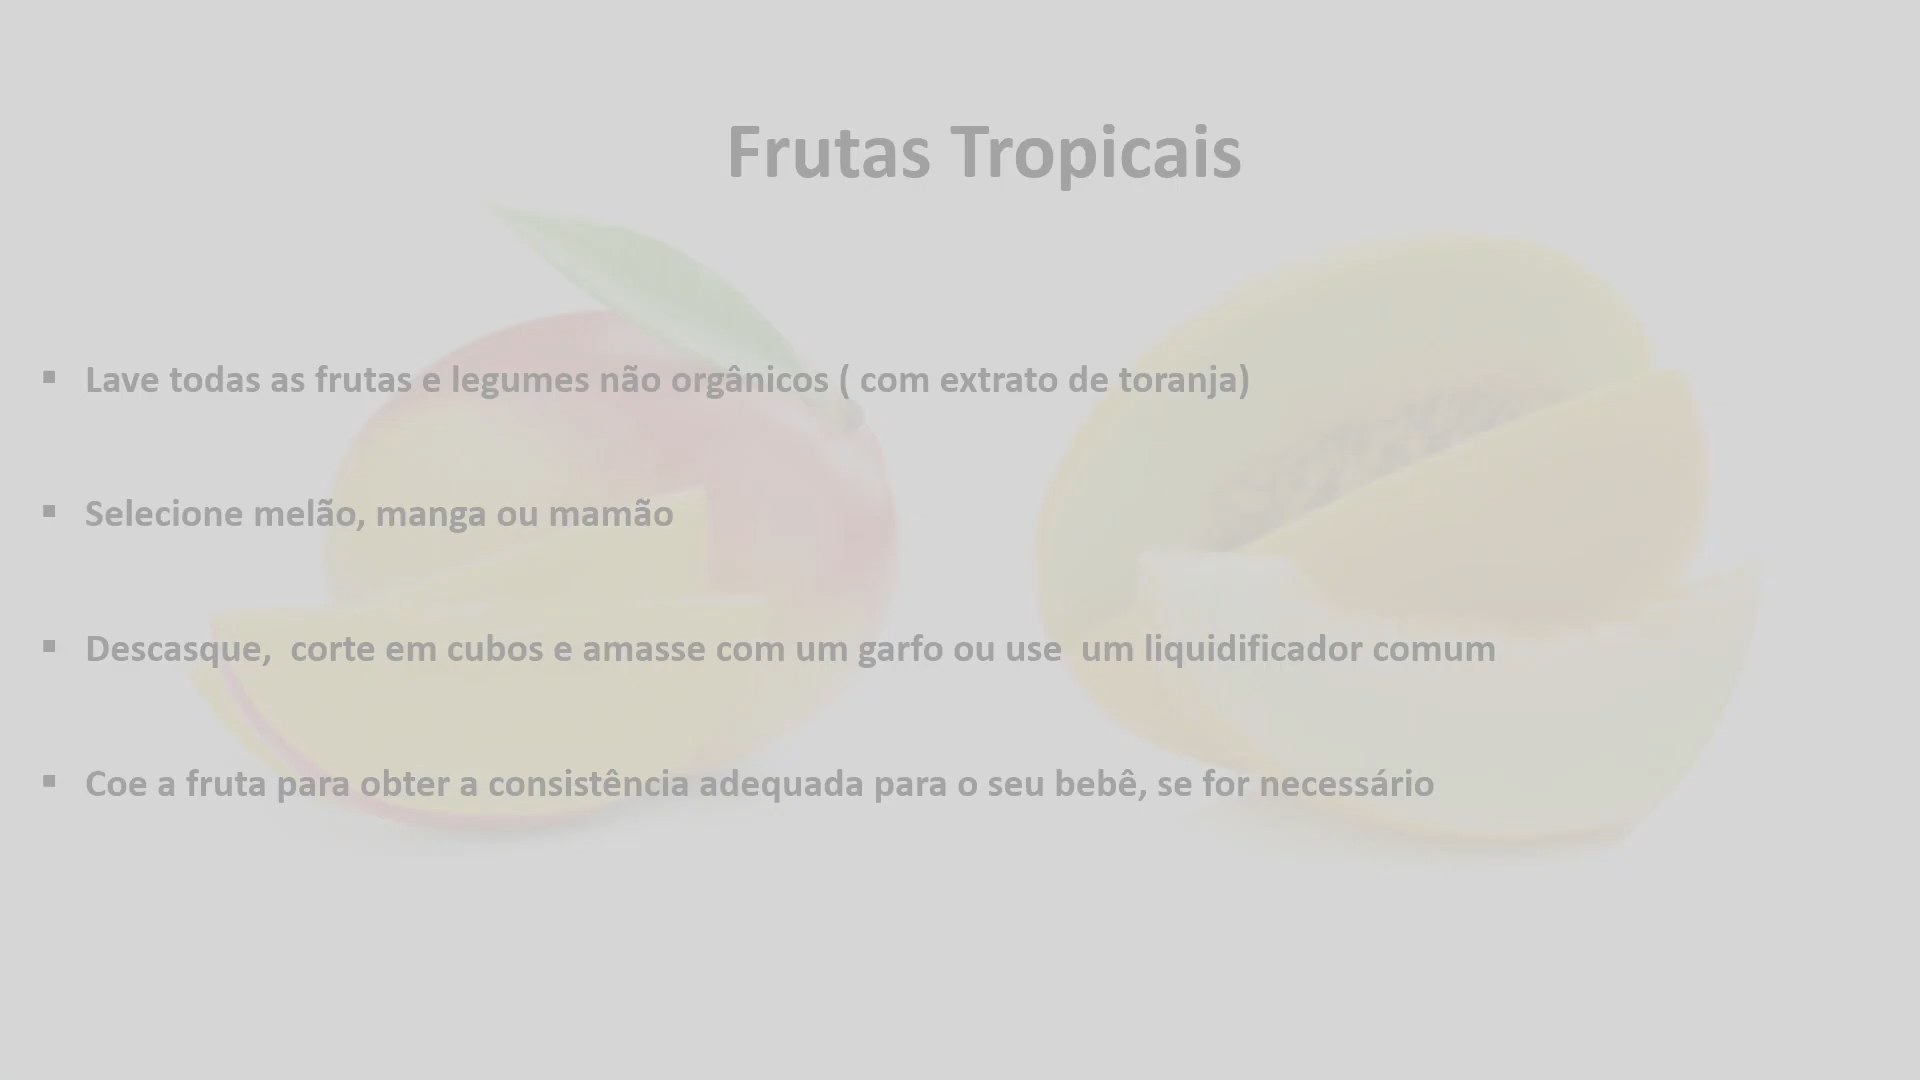 Frutas Tropicais
▪ Lave todas as frutas e legumes não orgânicos ( com extrato de toranja)
▪ Selecione melão, manga ou mamão
▪ Descasque,  corte em cubos e amasse com um garfo ou use  um liquidificador comum
▪ Coe a fruta para obter a consistência adequada para o seu bebê, se for necessário